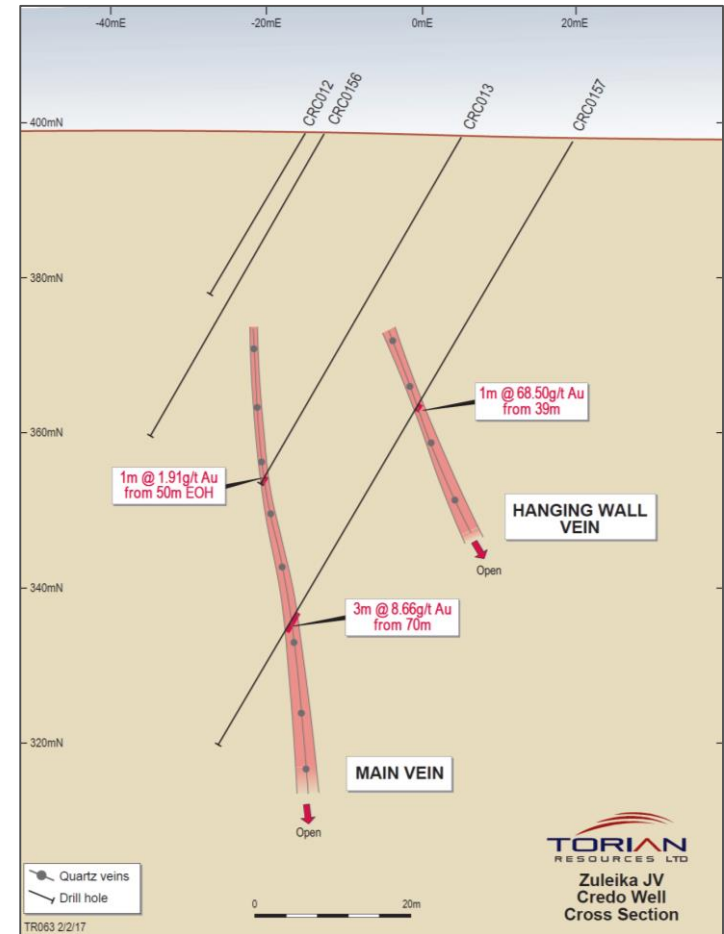 -40mE
-20mE
0mE
20mE
CRC012
CRC0156
CRC013
CRC0157
400mN
380mN
360mN
340mN
320mN
1m @ 68.50g/t Au
from 39m
1m @ 1.91g/t Au
from 50m EOH
HANGING WALL
VEIN
Open
3m @ 8.66g/t Au
from 70m
MAIN VEIN
Open
Quartz veins
Drill hole
TR063 2/2/17
0
20m
TORIAN
RESOURCES LTD
Zuleika JV
Credo Well
Cross Section